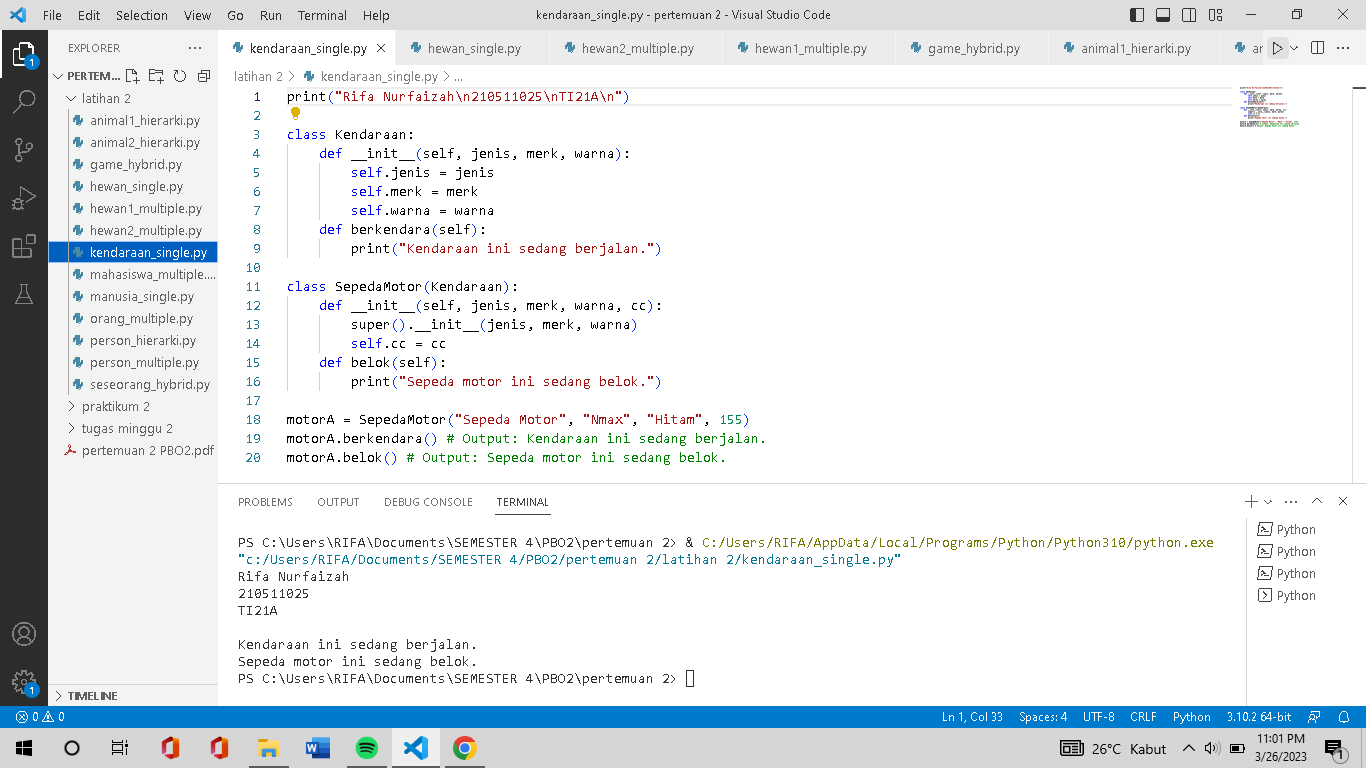 File Edit Selection View Go Run Terminal Help kendaraan_single.py - pertemuan 2 - Visual Studio Code
EXPLORER ...
PERTEM...
latihan 2
animal1_hierarki.py
animal2_hierarki.py
game_hybrid.py
hewan_single.py
hewan1_multiple.py
hewan2_multiple.py
kendaraan_single.py
mahasiswa_multiple....
manusia_single.py
orang_multiple.py
person_hierarki.py
person_multiple.py
seseorang_hybrid.py
praktikum 2
tugas minggu 2
pertemuan 2 PBO2.pdf
TIMELINE
1
1
kendaraan_single.py hewan_single.py hewan2_multiple.py hewan1_multiple.py game_hybrid.py animal1_hierarki.py
latihan 2 > kendaraan_single.py > ...
1 print("Rifa Nurfaizah\n210511025\nTI21A\n")
2
3 class Kendaraan:
4     def __init__(self, jenis, merk, warna):
5         self.jenis = jenis
6         self.merk = merk
7         self.warna = warna
8     def berkendara(self):
9         print("Kendaraan ini sedang berjalan.")
10
11 class SepedaMotor(Kendaraan):
12     def __init__(self, jenis, merk, warna, cc):
13         super().__init__(jenis, merk, warna)
14         self.cc = cc
15     def belok(self):
16         print("Sepeda motor ini sedang belok.")
17
18 motorA = SepedaMotor("Sepeda Motor", "Nmax", "Hitam", 155)
19 motorA.berkendara() # Output: Kendaraan ini sedang berjalan.
20 motorA.belok() # Output: Sepeda motor ini sedang belok.
PROBLEMS OUTPUT DEBUG CONSOLE TERMINAL
PS C:\Users\RIFA\Documents\SEMESTER 4\PBO2\pertemuan 2> & C:/Users/RIFA/AppData/Local/Programs/Python/Python310/python.exe
"c:/Users/RIFA/Documents/SEMESTER 4/PBO2/pertemuan 2/latihan 2/kendaraan_single.py"
Rifa Nurfaizah
210511025
TI21A
Kendaraan ini sedang berjalan.
Sepeda motor ini sedang belok.
PS C:\Users\RIFA\Documents\SEMESTER 4\PBO2\pertemuan 2>
Python
Python
Python
Python
0 0 Ln 1, Col 33 Spaces: 4 UTF-8 CRLF Python 3.10.2 64-bit
26°C Kabut 11:01 PM
3/26/2023
1